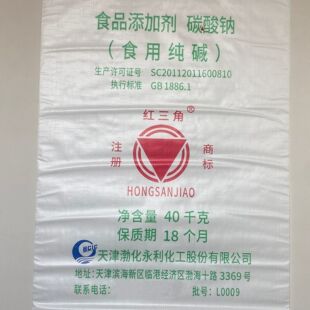 食品添加剂 碳酸钠
（食用纯碱）
生产许可证号 SC20112011600810
执行标准 GB 1886.1
红三角®
注册 商标
HONGSANJIAO
净含量 40 千克
保质期 18 个月
天津渤化永利化工股份有限公司
地址:天津滨海新区临港经济区渤海十路 3369 号
联系电话: 批号: L0009